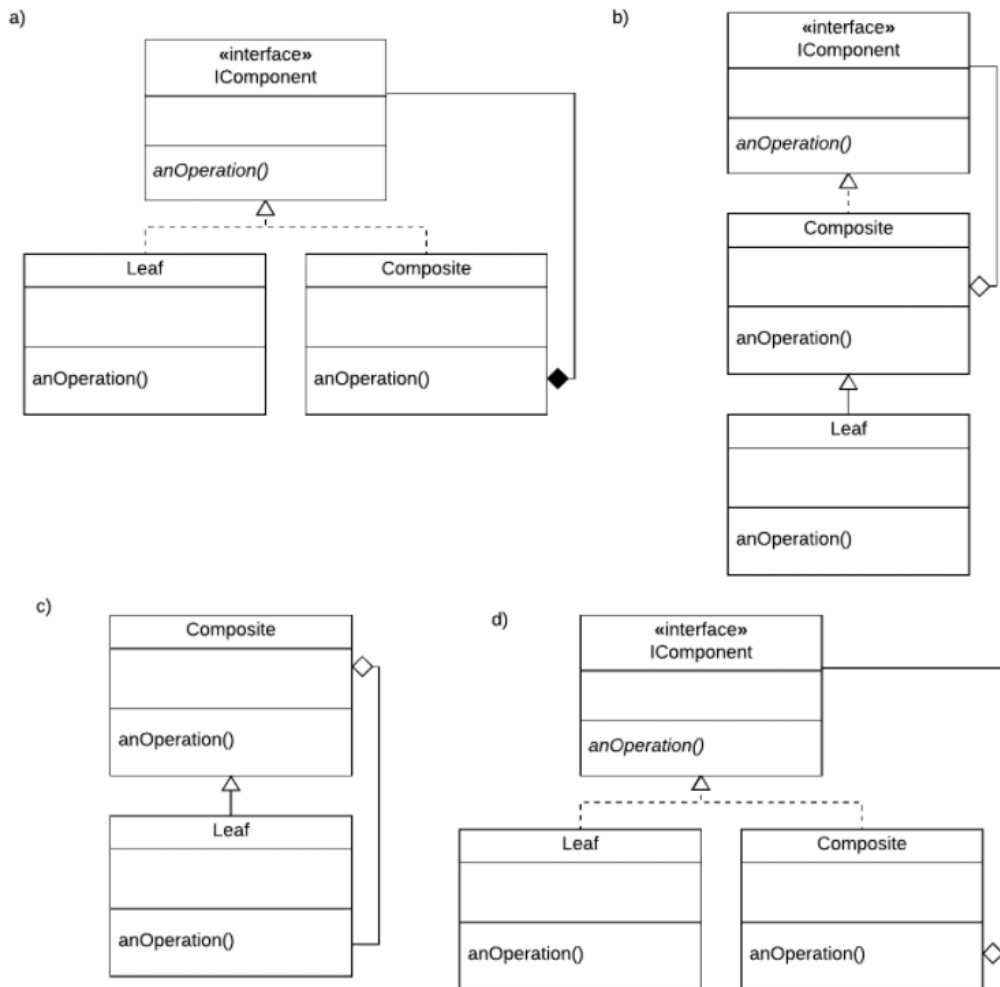 a)
«interface»
IComponent
anOperation()
Leaf
anOperation()
Composite
anOperation()
b)
«interface»
IComponent
anOperation()
Composite
anOperation()
Leaf
anOperation()
c)
Composite
anOperation()
Leaf
anOperation()
d)
«interface»
IComponent
anOperation()
Leaf
anOperation()
Composite
anOperation()